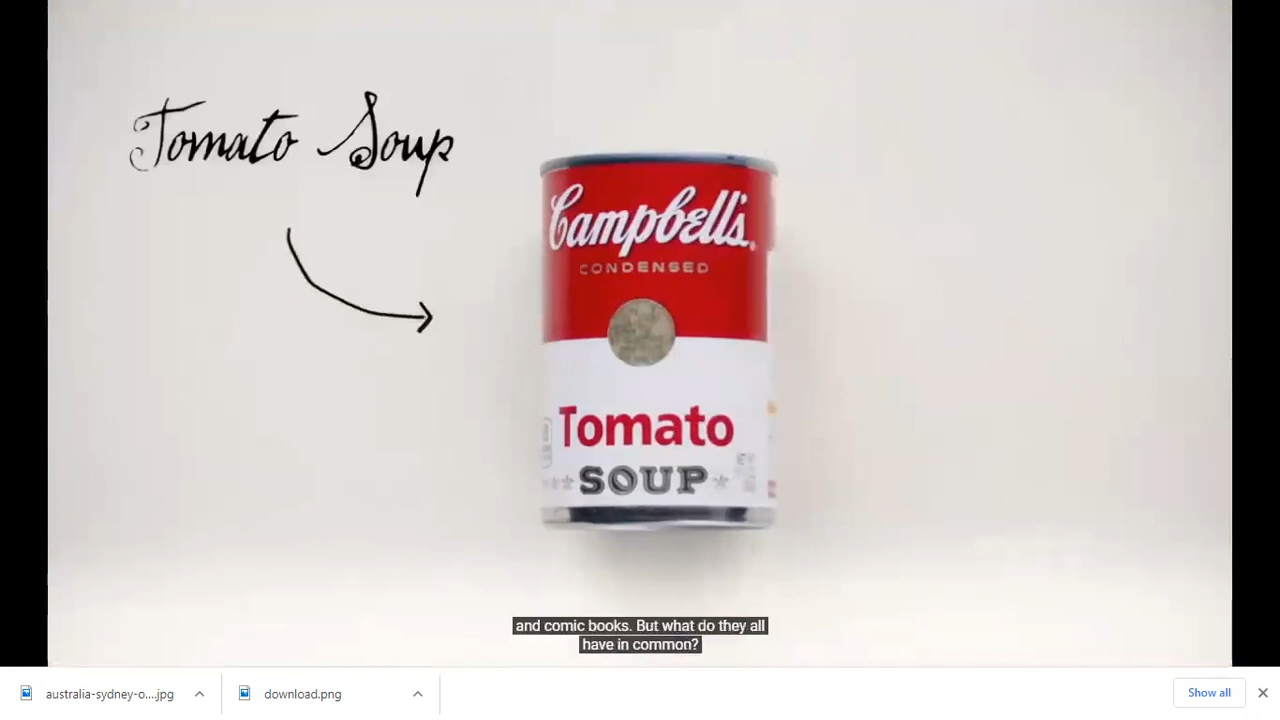 Tomato Soup
Campbell's®
CONDENSED
Tomato
SOUP
and comic books. But what do they all
have in common?
australia-sydney-o....jpg
download.png
Show all